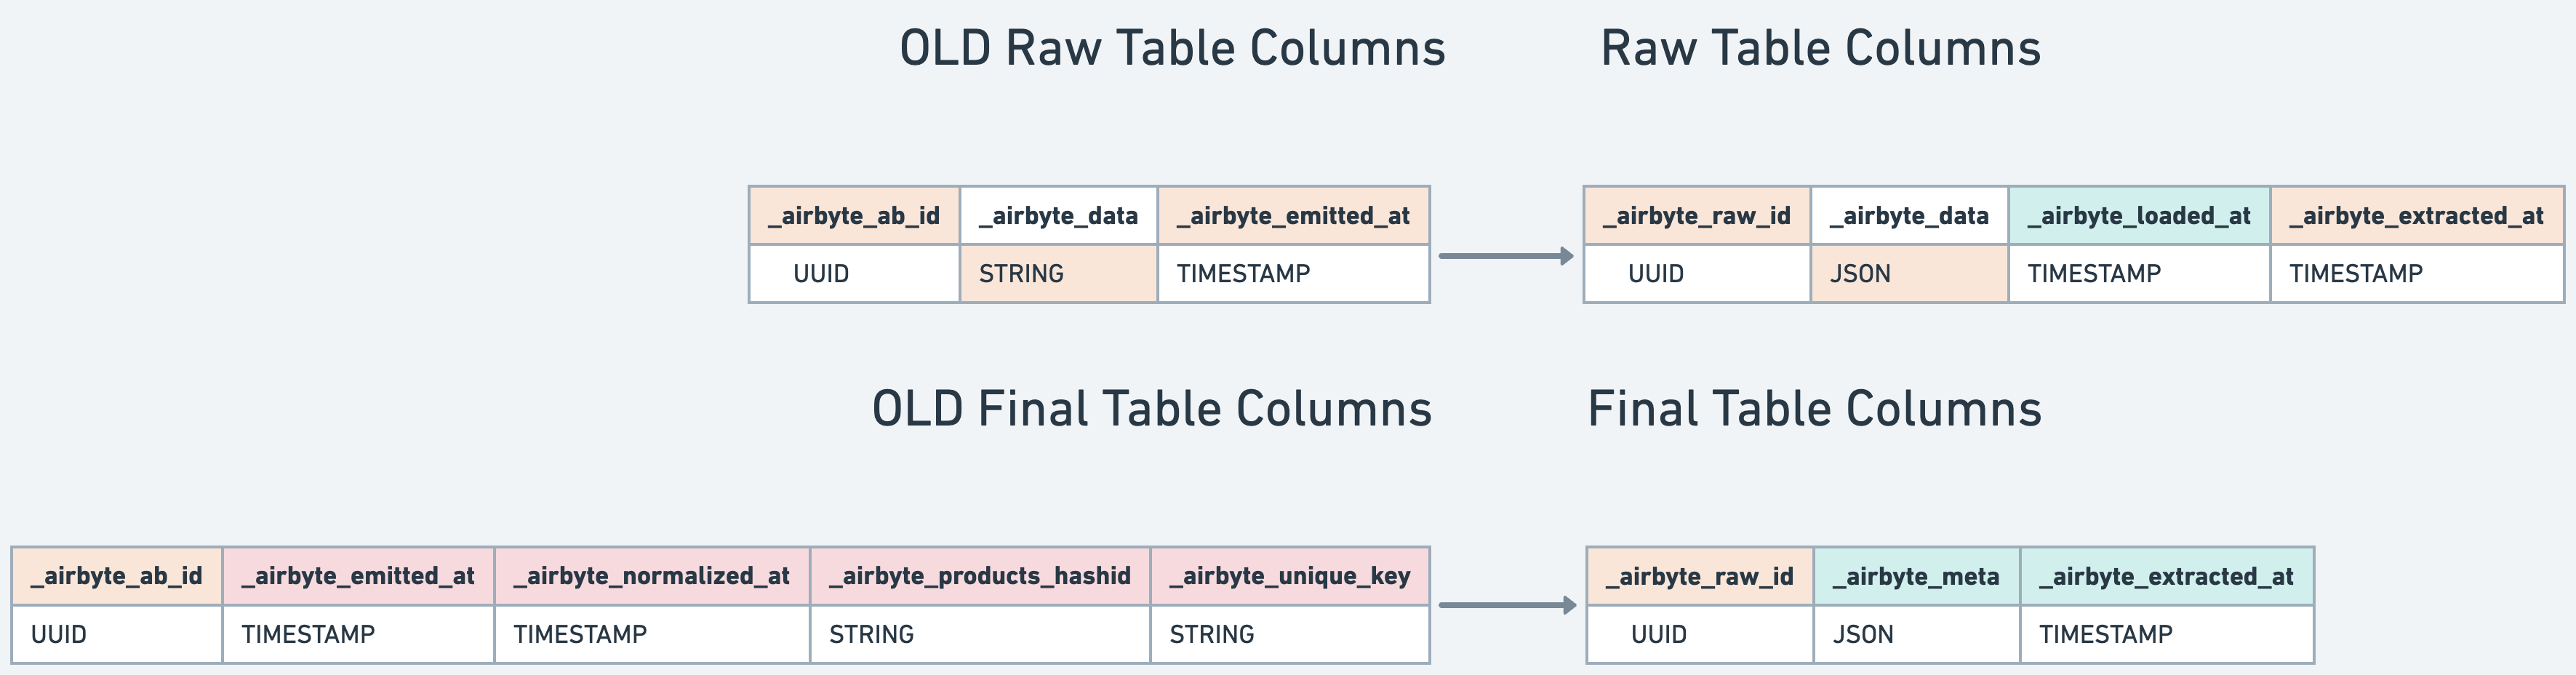 OLD Raw Table Columns
Raw Table Columns
_airbyte_ab_id _airbyte_data _airbyte_emitted_at
UUID STRING TIMESTAMP
_airbyte_raw_id _airbyte_data _airbyte_loaded_at _airbyte_extracted_at
UUID JSON TIMESTAMP TIMESTAMP
OLD Final Table Columns
Final Table Columns
_airbyte_ab_id _airbyte_emitted_at _airbyte_normalized_at _airbyte_products_hashid _airbyte_unique_key
UUID TIMESTAMP TIMESTAMP STRING STRING
_airbyte_raw_id _airbyte_meta _airbyte_extracted_at
UUID JSON TIMESTAMP